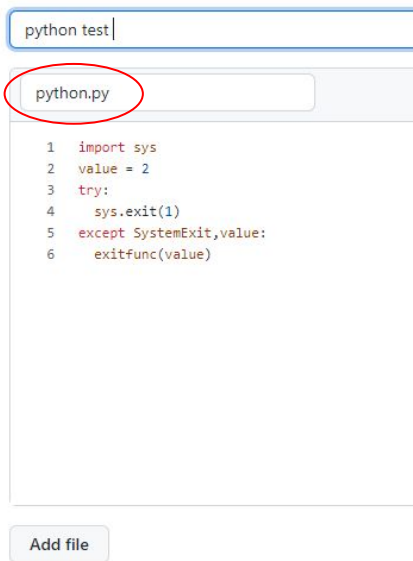 python test
python.py
1 import sys
2 value = 2
3 try:
4   sys.exit(1)
5 except SystemExit,value:
6   exitfunc(value)
Add file